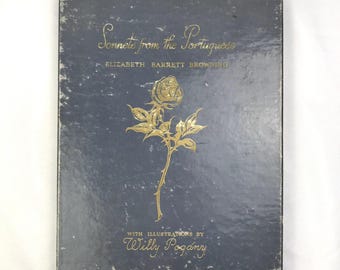 Sonnets from the Portuguese
ELIZABETH BARRETT BROWNING
WITH ILLUSTRATIONS BY
Willy Pogány